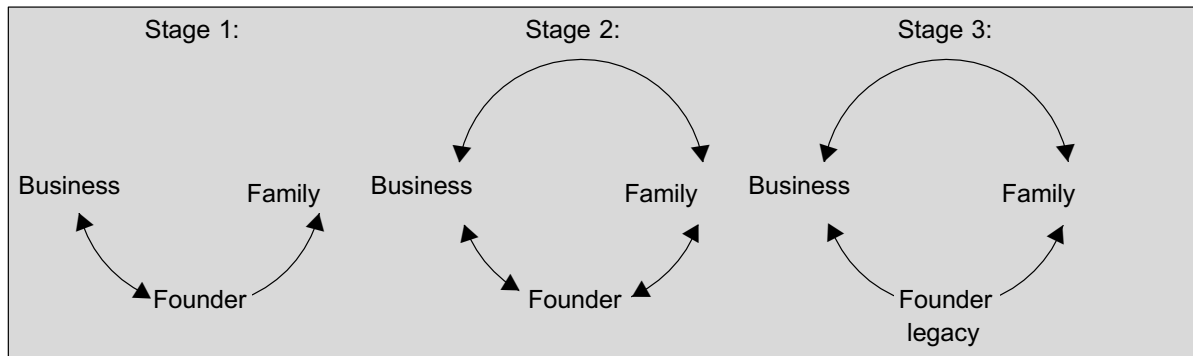 Stage 1:
Stage 2:
Stage 3:
Business
Family
Founder
Business
Family
Founder
Business
Family
Founder
legacy